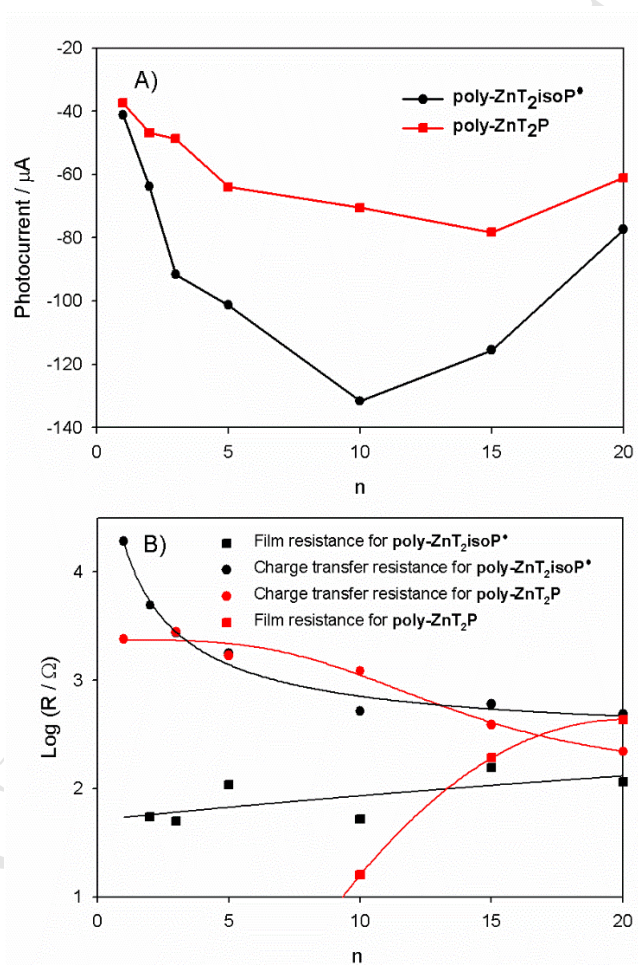 A)
poly-ZnT₂isoP•
poly-ZnT₂P
Photocurrent / μA
-20
-40
-60
-80
-100
-120
-140
0 5 10 15 20
n
B)
Film resistance for poly-ZnT₂isoP•
Charge transfer resistance for poly-ZnT₂isoP•
Charge transfer resistance for poly-ZnT₂P
Film resistance for poly-ZnT₂P
Log (R / Ω)
4
3
2
1
0 5 10 15 20
n